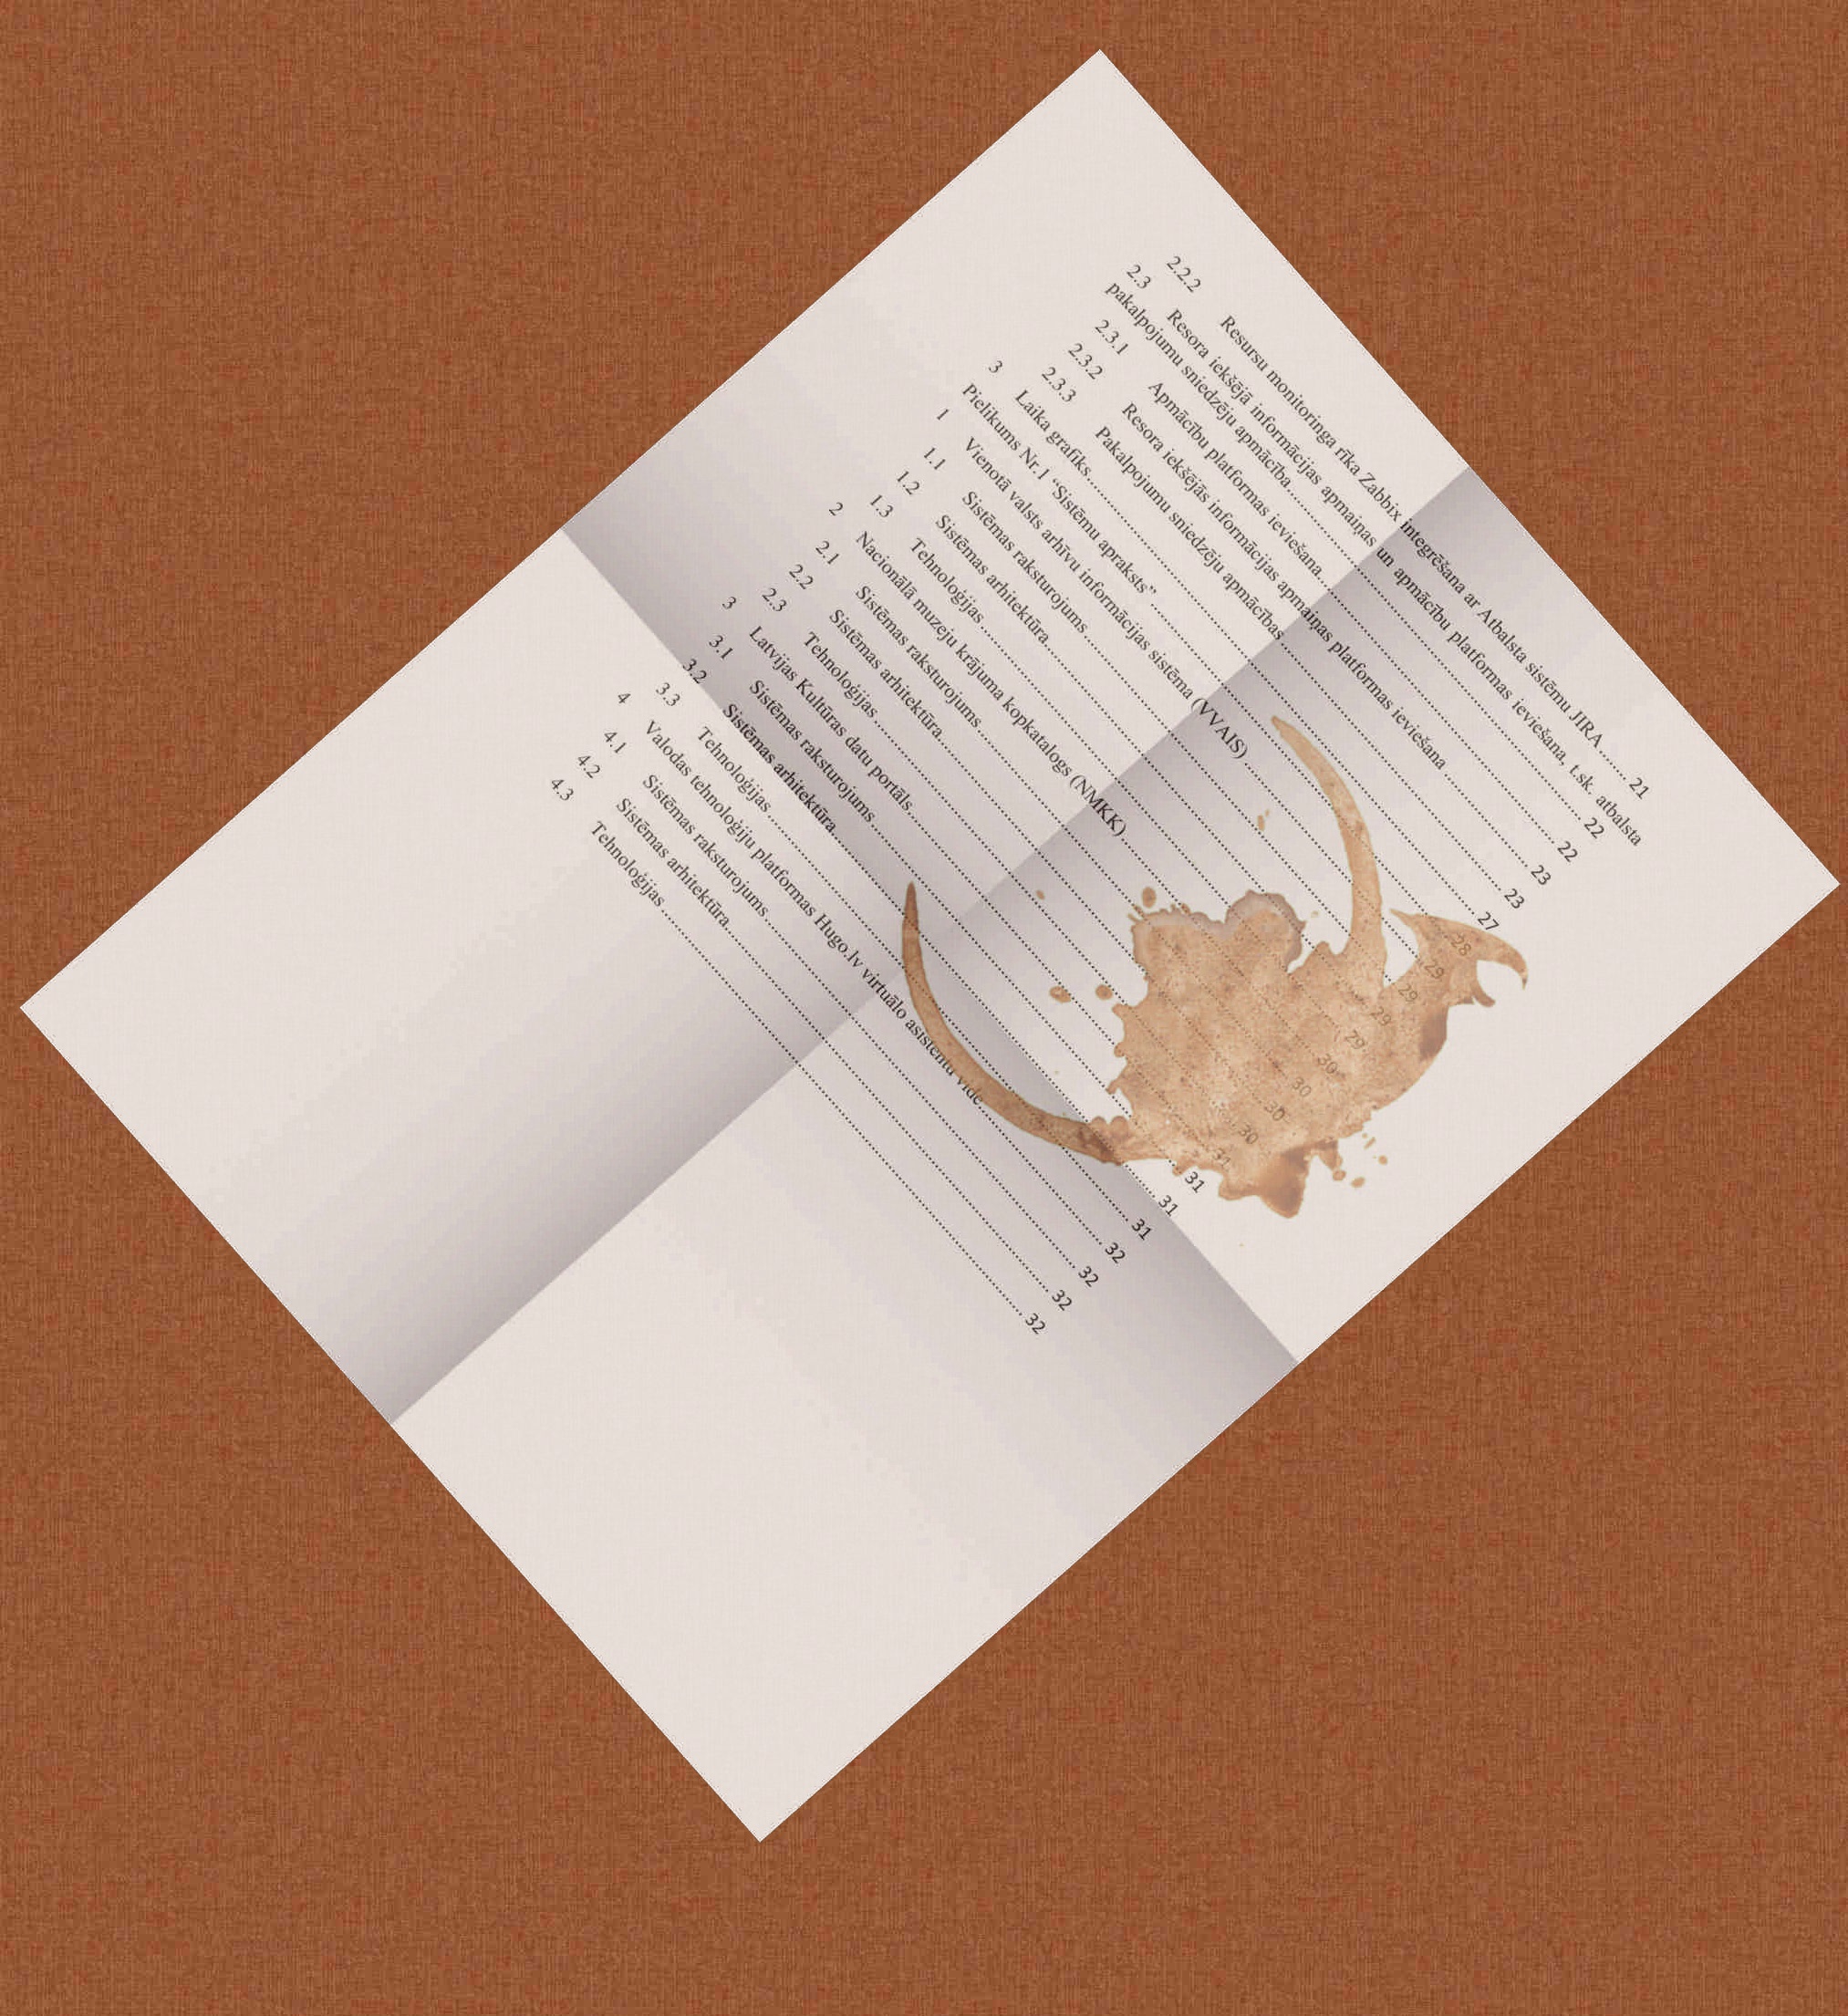 2.2.2 Resursu monitoringa rīka Zabbix integrēšana ar Atbalsta sistēmu JIRA ... 21
2.3 Resora iekšējā informācijas apmaiņas un apmācību platformas ieviešana, t.sk. atbalsta
pakalpojumu sniedzēju apmācība ... 22
2.3.1 Apmācību platformas ieviešana ... 22
2.3.2 Resora iekšējās informācijas apmaiņas platformas ieviešana ... 23
2.3.3 Pakalpojumu sniedzēju apmācības ... 23
3 Laika grafiks ... 27
Pielikums Nr.1 “Sistēmu apraksts” ... 28
1 Vienotā valsts arhīvu informācijas sistēma (VVAIS) ... 29
1.1 Sistēmas raksturojums ... 29
1.2 Sistēmas arhitektūra ... 29
1.3 Tehnoloģijas ... 29
2 Nacionālā muzeju krājuma kopkatalogs (NMKK) ... 30
2.1 Sistēmas raksturojums ... 30
2.2 Sistēmas arhitektūra ... 30
2.3 Tehnoloģijas ... 30
3 Latvijas Kultūras datu portāls ... 31
3.1 Sistēmas raksturojums ... 31
3.2 Sistēmas arhitektūra ... 31
3.3 Tehnoloģijas ... 31
4 Valodas tehnoloģiju platformas Hugo.lv virtuālo asistentu vide ... 32
4.1 Sistēmas raksturojums ... 32
4.2 Sistēmas arhitektūra ... 32
4.3 Tehnoloģijas ... 32